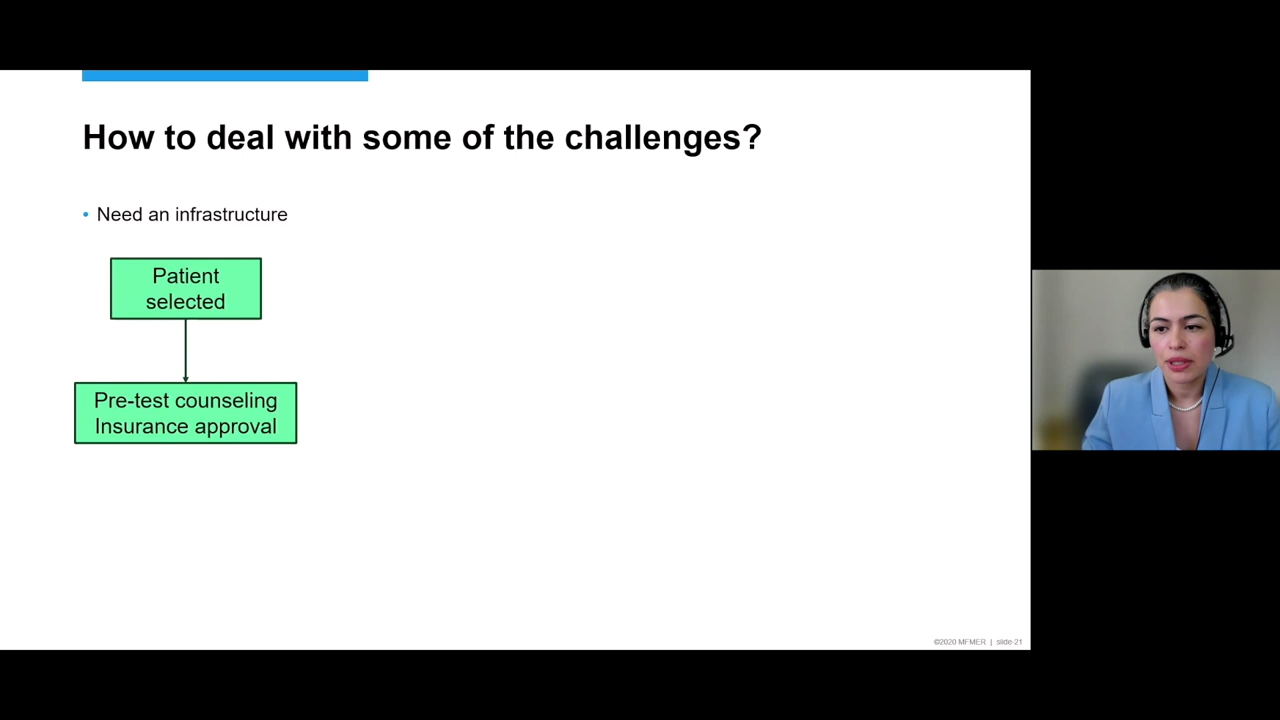 How to deal with some of the challenges?
• Need an infrastructure
Patient
selected
Pre-test counseling
Insurance approval
©2020 MFMER | slide-21